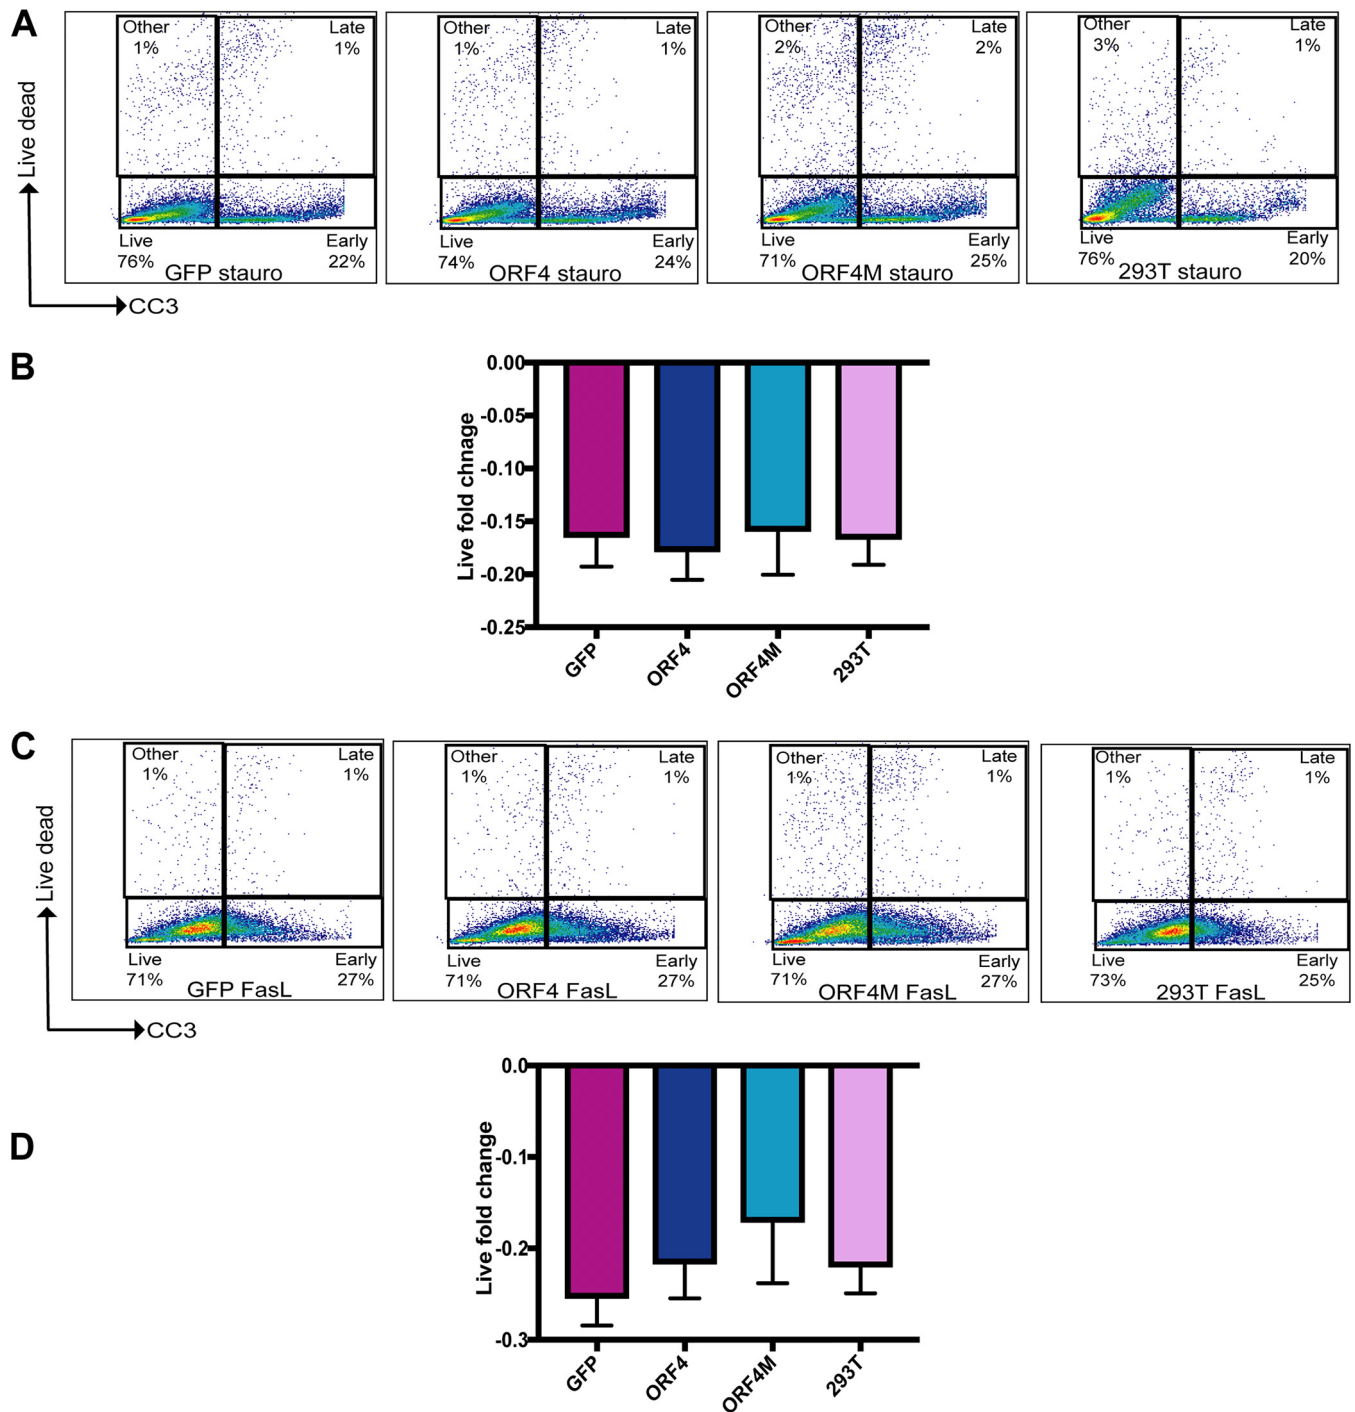 A
Live dead
CC3
Other
1%
Late
1%
Live
76%
Early
22%
GFP stauro
Other
1%
Late
1%
Live
74%
Early
24%
ORF4 stauro
Other
2%
Late
2%
Live
71%
Early
25%
ORF4M stauro
Other
3%
Late
1%
Live
76%
Early
20%
293T stauro
B
Live fold chnage
0.00
-0.05
-0.10
-0.15
-0.20
-0.25
GFP
ORF4
ORF4M
293T
C
Live dead
CC3
Other
1%
Late
1%
Live
71%
Early
27%
GFP FasL
Other
1%
Late
1%
Live
71%
Early
27%
ORF4 FasL
Other
1%
Late
1%
Live
71%
Early
27%
ORF4M FasL
Other
1%
Late
1%
Live
73%
Early
25%
293T FasL
D
Live fold change
0.0
-0.1
-0.2
-0.3
GFP
ORF4
ORF4M
293T